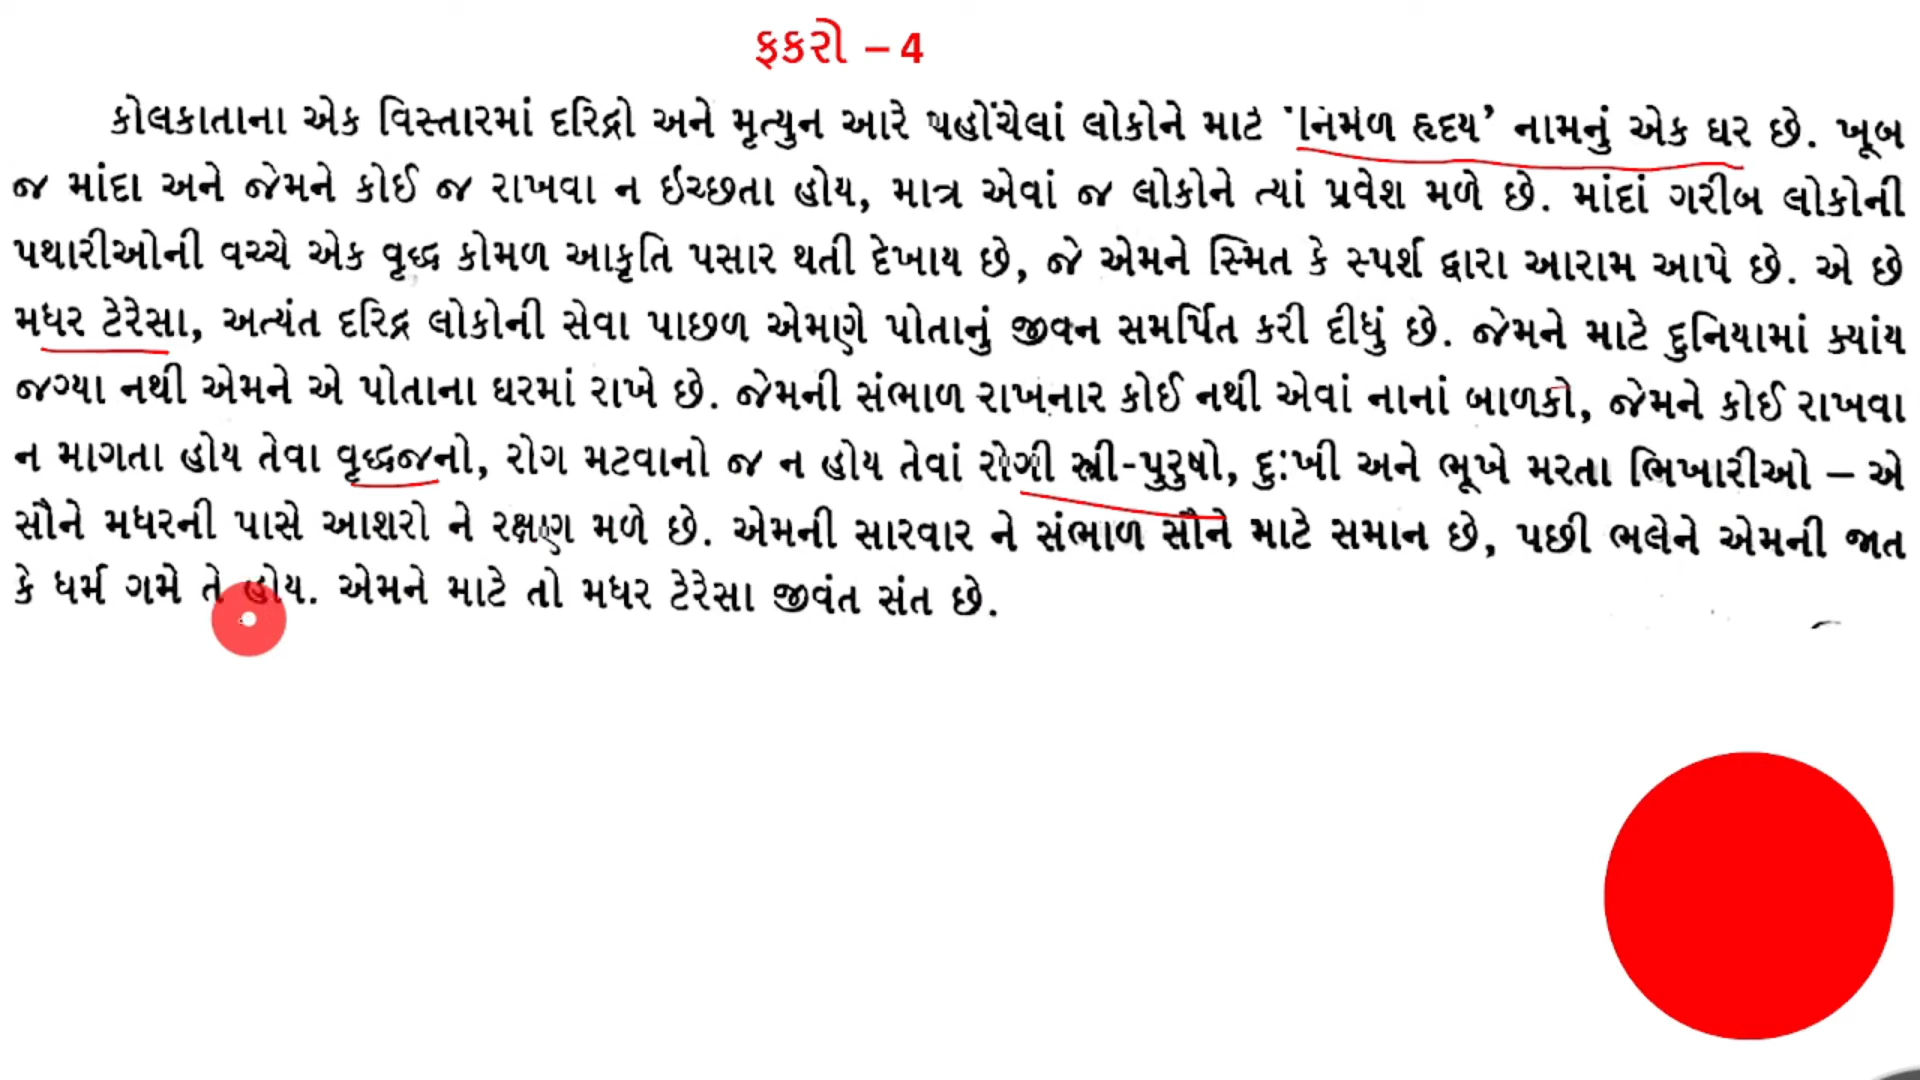 ફકરો – 4
કોલકાતાના એક વિસ્તારમાં દરિદ્રો અને મૃત્યુન આરે પહોંચેલાં લોકોને માટે ‘નિર્મળ હૃદય’ નામનું એક ઘર છે. ખૂબ
જ માંદા અને જેમને કોઈ જ રાખવા ન ઇચ્છતા હોય, માત્ર એવાં જ લોકોને ત્યાં પ્રવેશ મળે છે. માંદાં ગરીબ લોકોની
પથારીઓની વચ્ચે એક વૃદ્ધ કોમળ આકૃતિ પસાર થતી દેખાય છે, જે એમને સ્મિત કે સ્પર્શ દ્વારા આરામ આપે છે. એ છે
મધર ટેરેસા, અત્યંત દરિદ્ર લોકોની સેવા પાછળ એમણે પોતાનું જીવન સમર્પિત કરી દીધું છે. જેમને માટે દુનિયામાં ક્યાંય
જગ્યા નથી એમને એ પોતાના ઘરમાં રાખે છે. જેમની સંભાળ રાખનાર કોઈ નથી એવાં નાનાં બાળકો, જેમને કોઈ રાખવા
ન માગતા હોય તેવા વૃદ્ધજનો, રોગ મટવાનો જ ન હોય તેવાં રોગી સ્ત્રી-પુરુષો, દુઃખી અને ભૂખે મરતા ભિખારીઓ – એ
સૌને મધરની પાસે આશરો ને રક્ષણ મળે છે. એમની સારવાર ને સંભાળ સૌને માટે સમાન છે, પછી ભલેને એમની જાત
કે ધર્મ ગમે તે હોય. એમને માટે તો મધર ટેરેસા જીવંત સંત છે.